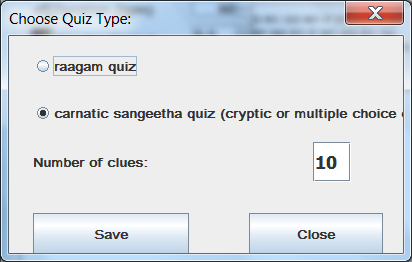 Choose Quiz Type:
raagam quiz
carnatic sangeetha quiz (cryptic or multiple choice
Number of clues:
10
Save Close